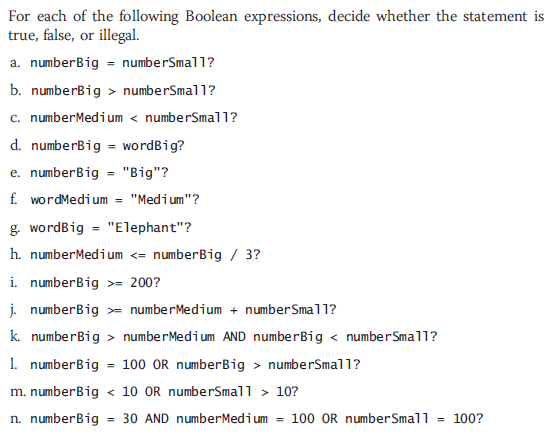 For each of the following Boolean expressions, decide whether the statement is
true, false, or illegal.
a. numberBig = numberSmall?
b. numberBig > numberSmall?
c. numberMedium < numberSmall?
d. numberBig = wordBig?
e. numberBig = "Big"?
f. wordMedium = "Medium"?
g. wordBig = "Elephant"?
h. numberMedium <= numberBig / 3?
i. numberBig >= 200?
j. numberBig >= numberMedium + numberSmall?
k. numberBig > numberMedium AND numberBig < numberSmall?
l. numberBig = 100 OR numberBig > numberSmall?
m. numberBig < 10 OR numberSmall > 10?
n. numberBig = 30 AND numberMedium = 100 OR numberSmall = 100?